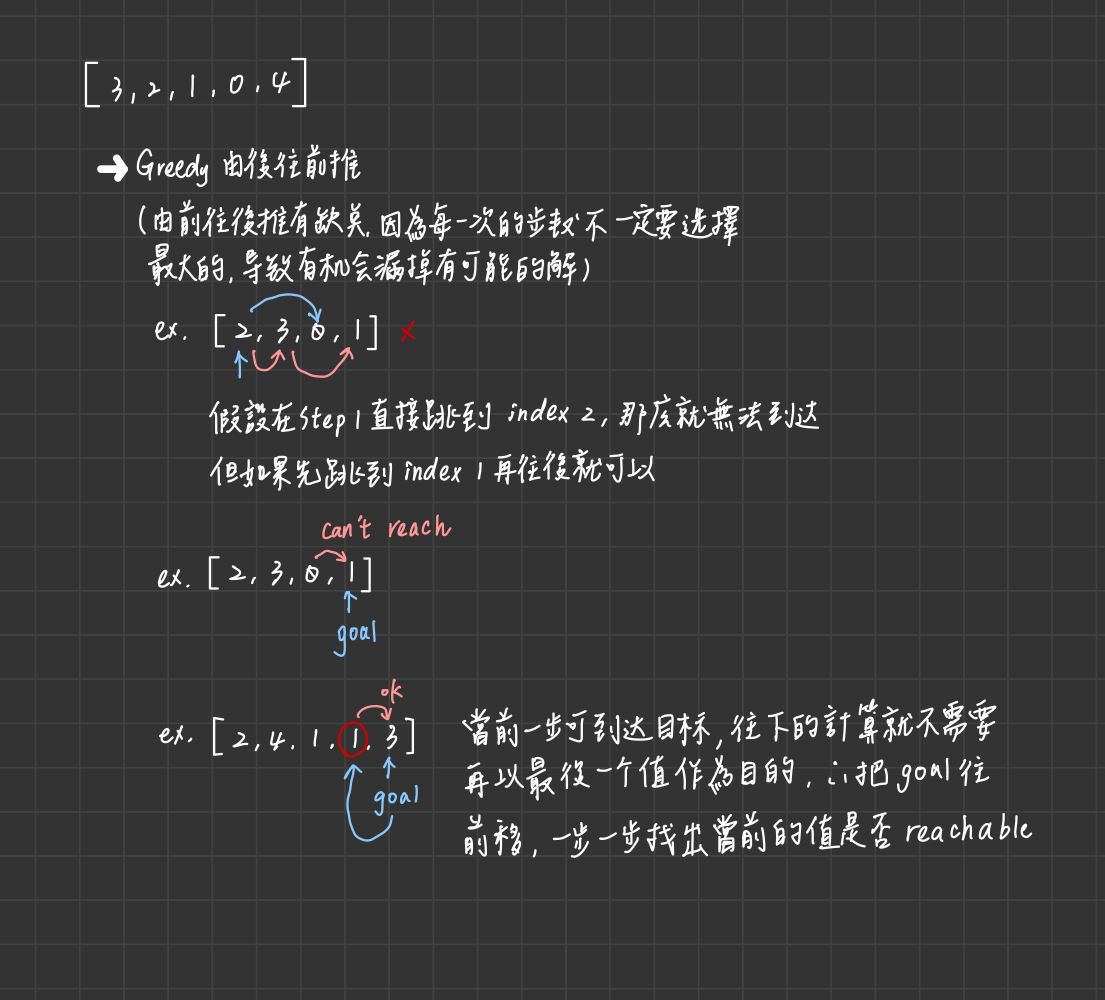 [3, 2, 1, 0, 4]
→ Greedy 由後往前推
(由前往後推有缺点, 因為每一次的步数不一定要选擇
最大的, 导致有机会漏掉有可能的解)
ex. [2, 3, 0, 1] ×
假設在step 1 直接跳到 index 2, 那麼就無法到达
但如果先跳到 index 1 再往後就可以
can't reach
ex. [2, 3, 0, 1]
goal
ok
ex. [2, 4, 1, 1, 3]
goal
當前一步可到达目标, 往下的計算就不需要
再以最後一个值作為目的, ∴把 goal 往
前移, 一步一步找出當前的值是否 reachable